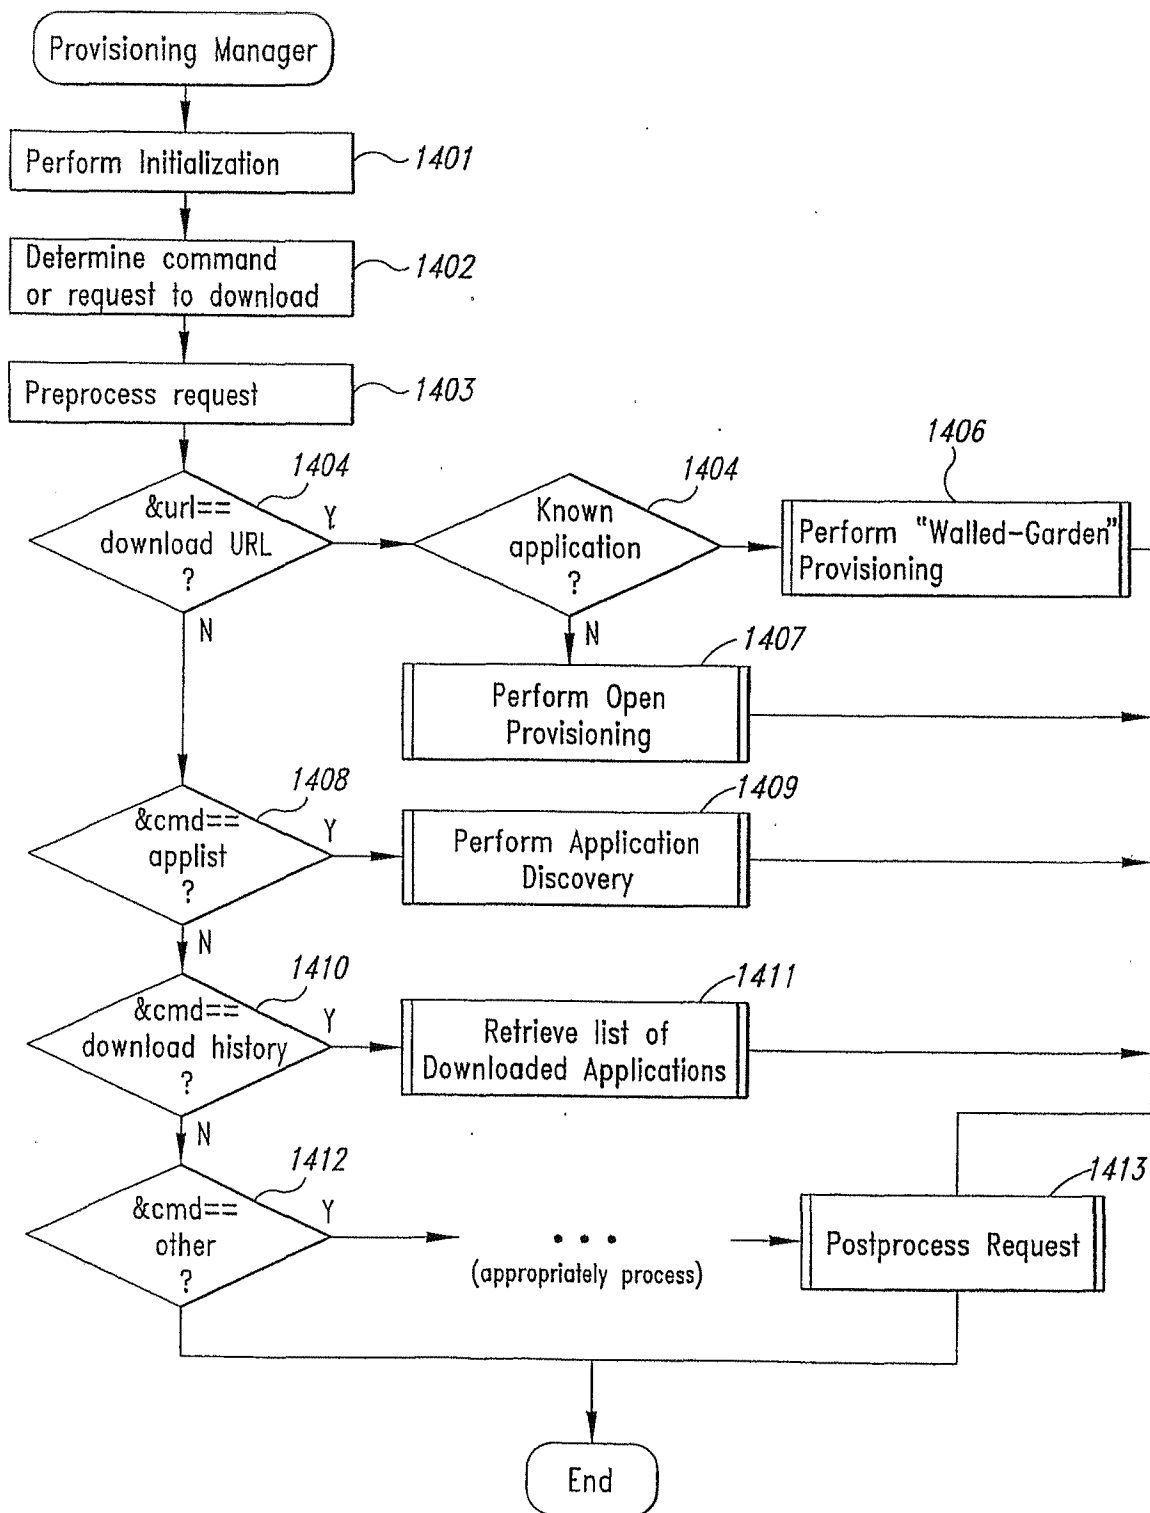 Provisioning Manager
Perform Initialization
1401
Determine command
or request to download
1402
Preprocess request
1403
&url==
download URL
?
1404
Y
N
Known
application
?
1404
N
1406
Perform "Walled-Garden"
Provisioning
1407
Perform Open
Provisioning
&cmd==
applist
?
1408
Y
N
1409
Perform Application
Discovery
&cmd==
download history
?
1410
Y
N
1411
Retrieve list of
Downloaded Applications
&cmd==
other
?
1412
Y
• • •
(appropriately process)
1413
Postprocess Request
End